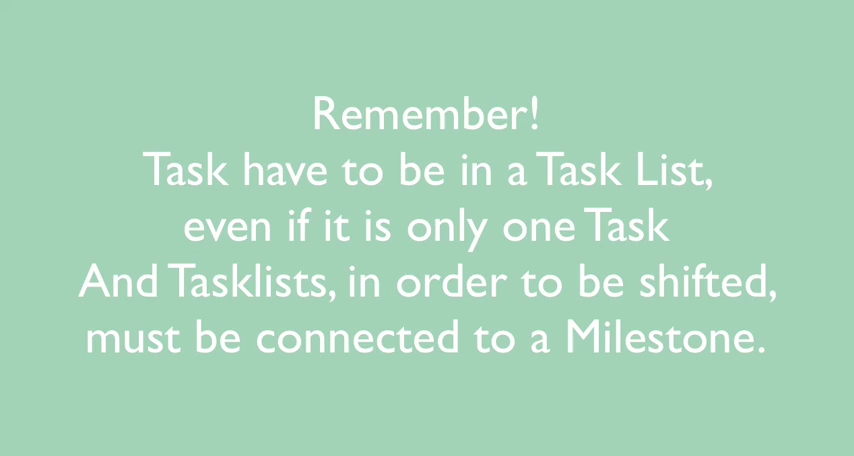 Remember!
Task have to be in a Task List,
even if it is only one Task
And Tasklists, in order to be shifted,
must be connected to a Milestone.